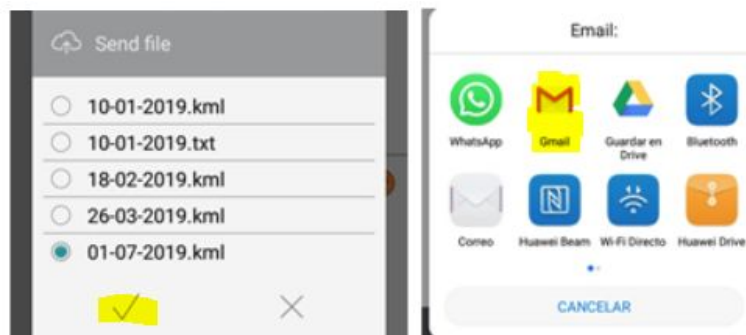 Send file
10-01-2019.kml
10-01-2019.txt
18-02-2019.kml
26-03-2019.kml
01-07-2019.kml
Email:
WhatsApp
Gmail
Guardar en
Drive
Bluetooth
Correo
Huawei Beam
Wi-Fi Directo
Huawei Drive
CANCELAR